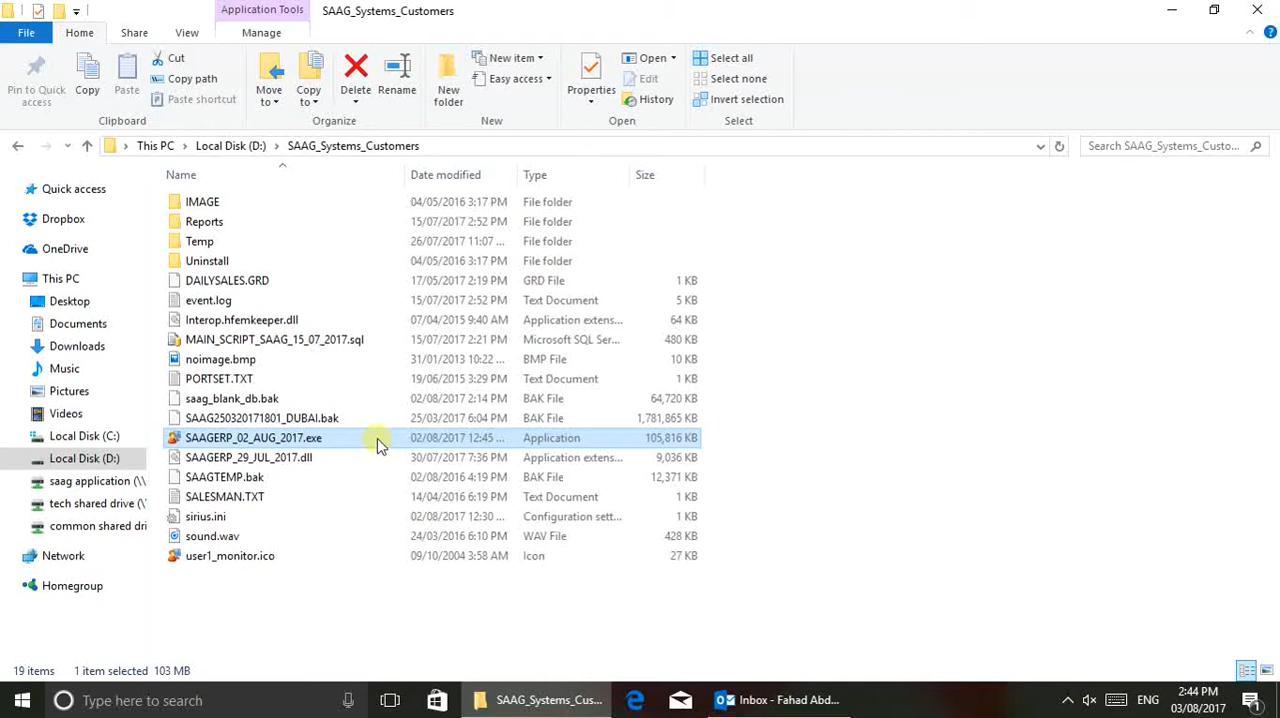 Application Tools
SAAG_Systems_Customers
File
Home
Share
View
Manage
Pin to Quick access
Copy
Paste
Cut
Copy path
Paste shortcut
Move to
Copy to
Delete
Rename
New folder
New item
Easy access
Properties
Open
Edit
History
Select all
Select none
Invert selection
Clipboard
Organize
New
Open
Select
This PC
Local Disk (D:)
SAAG_Systems_Customers
Search SAAG_Systems_Custo...
Name Date modified Type Size
IMAGE 04/05/2016 3:17 PM File folder
Reports 15/07/2017 2:52 PM File folder
Temp 26/07/2017 11:07 ... File folder
Uninstall 04/05/2016 3:17 PM File folder
DAILYSALES.GRD 17/05/2017 2:19 PM GRD File 1 KB
event.log 15/07/2017 2:52 PM Text Document 5 KB
Interop.hfemkeeper.dll 07/04/2015 9:40 AM Application extens... 64 KB
MAIN_SCRIPT_SAAG_15_07_2017.sql 15/07/2017 2:21 PM Microsoft SQL Ser... 480 KB
noimage.bmp 31/01/2013 10:22 ... BMP File 10 KB
PORTSET.TXT 19/06/2015 3:29 PM Text Document 1 KB
saag_blank_db.bak 02/08/2017 2:14 PM BAK File 64,720 KB
SAAG250320171801_DUBAI.bak 25/03/2017 6:04 PM BAK File 1,781,865 KB
SAAGERP_02_AUG_2017.exe 02/08/2017 12:45 ... Application 105,816 KB
SAAGERP_29_JUL_2017.dll 30/07/2017 7:36 PM Application extens... 9,036 KB
SAAGTEMP.bak 02/08/2017 4:19 PM BAK File 12,371 KB
SALESMAN.TXT 14/04/2016 6:19 PM Text Document 1 KB
sirius.ini 02/08/2017 12:30 ... Configuration sett... 1 KB
sound.wav 24/03/2016 6:10 PM WAV File 428 KB
user1_monitor.ico 09/10/2004 3:58 AM Icon 27 KB
Quick access
Dropbox
OneDrive
This PC
Desktop
Documents
Downloads
Music
Pictures
Videos
Local Disk (C:)
Local Disk (D:)
saag application (\\
tech shared drive (\\
common shared dri
Network
Homegroup
19 items 1 item selected 103 MB
Type here to search
SAAG_Systems_Cus...
Inbox - Fahad Abd...
ENG
2:44 PM
03/08/2017
1